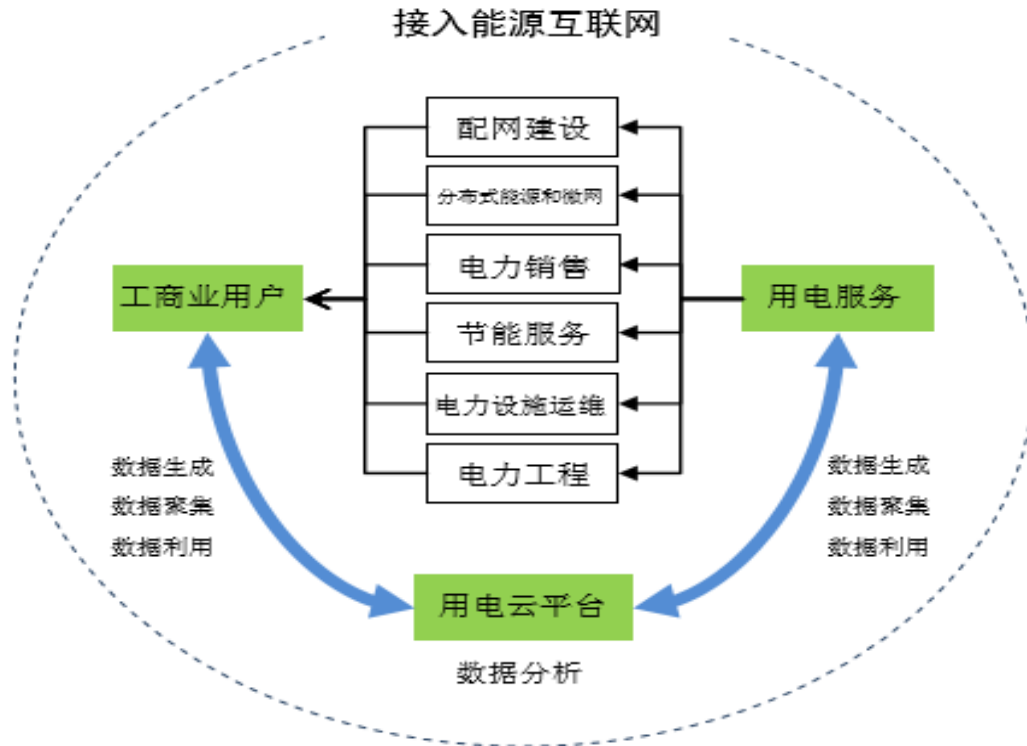 接入能源互联网
配网建设
分布式能源和微网
电力销售
工商业用户
用电服务
节能服务
电力设施运维
电力工程
数据生成
数据聚集
数据利用
数据生成
数据聚集
数据利用
用电云平台
数据分析